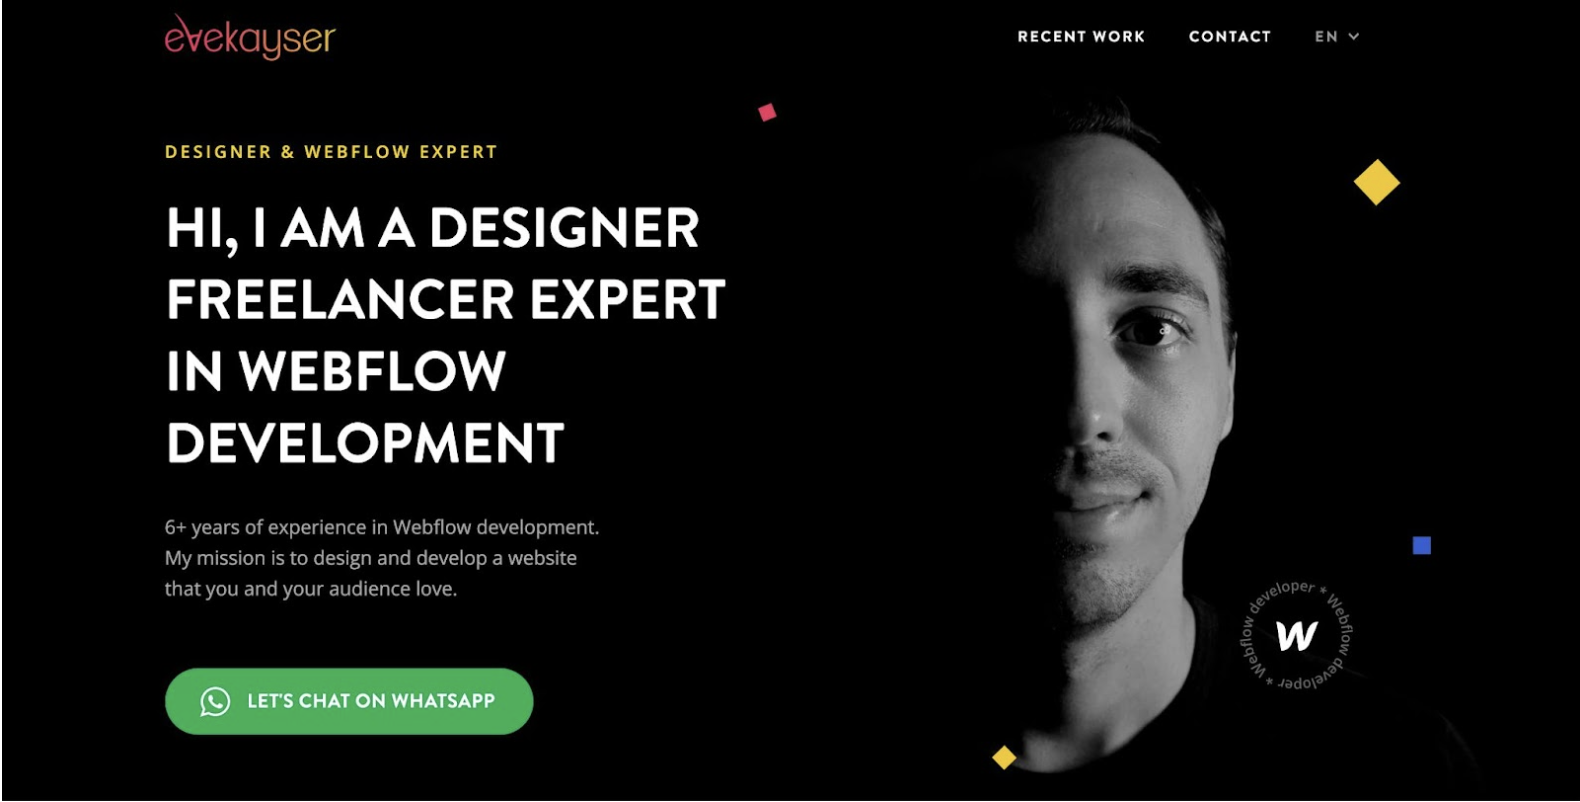 evekayser
RECENT WORK
CONTACT
EN
DESIGNER & WEBFLOW EXPERT
HI, I AM A DESIGNER
FREELANCER EXPERT
IN WEBFLOW
DEVELOPMENT
6+ years of experience in Webflow development.
My mission is to design and develop a website
that you and your audience love.
LET'S CHAT ON WHATSAPP
Webflow developer * Webflow developer *
W